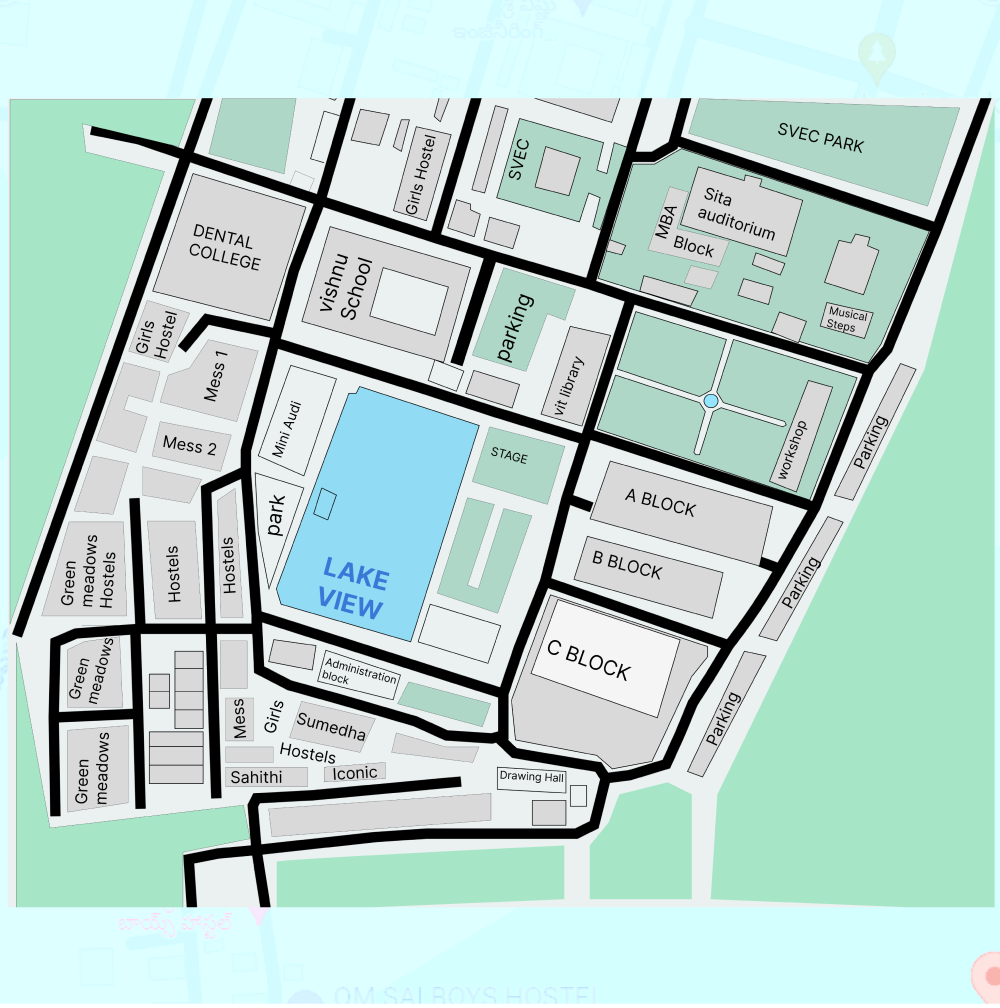 SVEC PARK
SVEC
Girls Hostel
Sita
auditorium
MBA
Block
DENTAL
COLLEGE
vishnu
School
parking
Musical
Steps
Girls
Hostel
Mess 1
vit library
Mini Audi
Mess 2
STAGE
workshop
Parking
park
A BLOCK
B BLOCK
Green
meadows
Hostels
Hostels
Hostels
LAKE
VIEW
Parking
C BLOCK
Green
meadows
Administration
block
Mess
Girls
Sumedha
Hostels
Parking
Green
meadows
Sahithi
Iconic
Drawing Hall
బాయ్స్ హాస్టల్
OM SAI BOYS HOSTEL